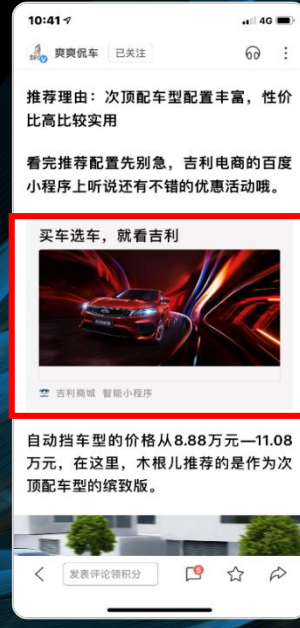 10:41
4G
爽爽侃车 已关注
推荐理由：次顶配车型配置丰富，性价
比高比较实用
看完推荐配置先别急，吉利电商的百度
小程序上听说还有不错的优惠活动哦。
买车选车，就看吉利
吉利商城 智能小程序
自动挡车型的价格从8.88万元—11.08
万元，在这里，木根儿推荐的是作为次
顶配车型的缤致版。
发表评论领积分